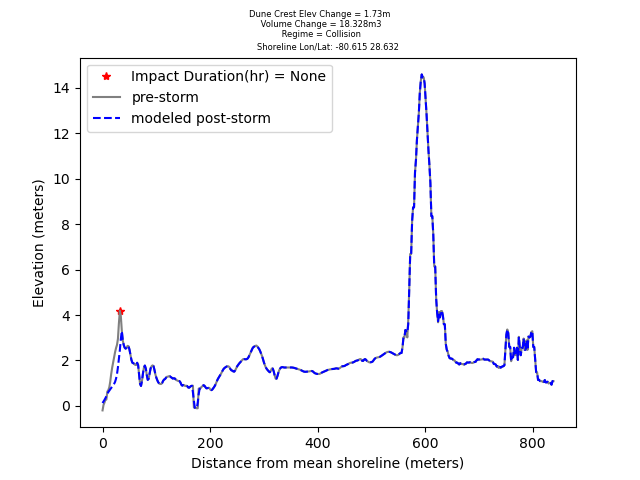 Dune Crest Elev Change = 1.73m
Volume Change = 18.328m3
Regime = Collision
Shoreline Lon/Lat: -80.615 28.632
Impact Duration(hr) = None
pre-storm
modeled post-storm
Elevation (meters)
14
12
10
8
6
4
2
0
0 200 400 600 800
Distance from mean shoreline (meters)